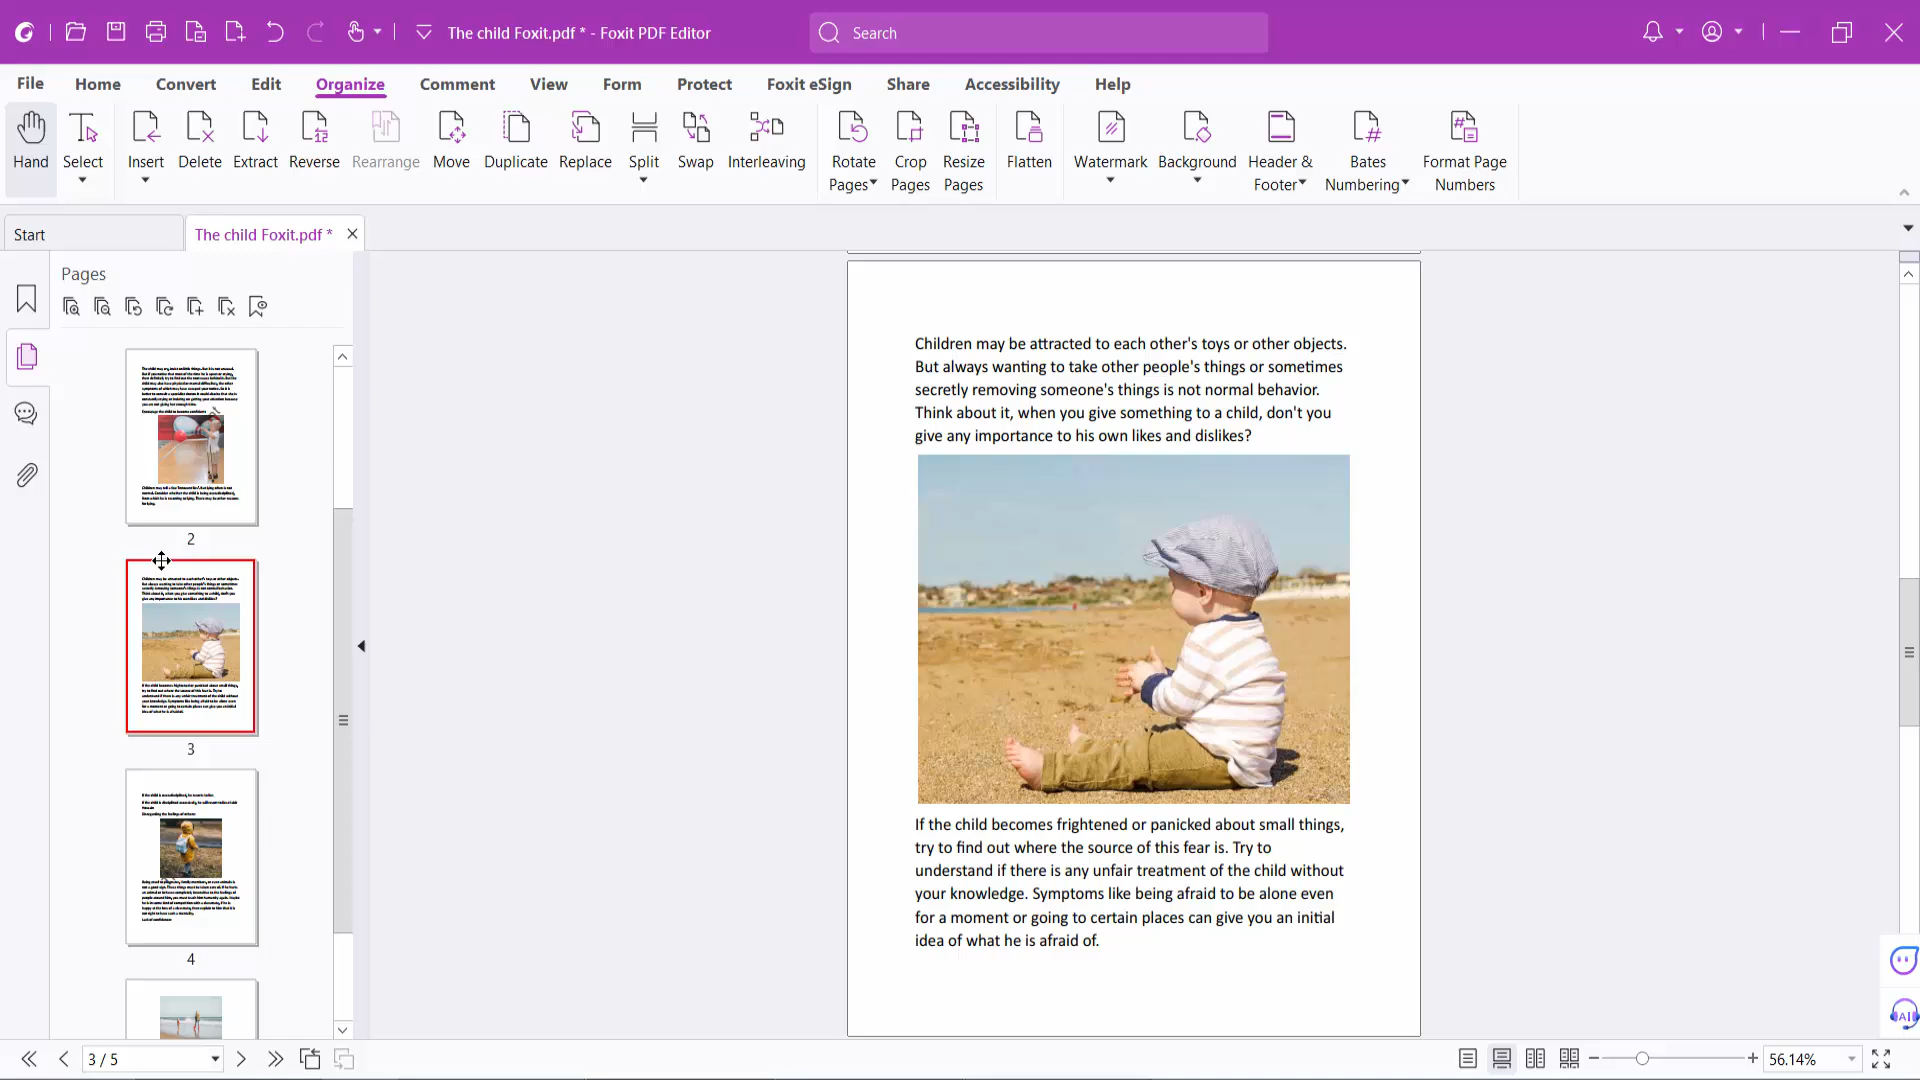 The child Foxit.pdf * - Foxit PDF Editor
Search
File Home Convert Edit Organize Comment View Form Protect Foxit eSign Share Accessibility Help
Hand Select Insert Delete Extract Reverse Rearrange Move Duplicate Replace Split Swap Interleaving Rotate Pages Crop Pages Resize Pages Flatten Watermark Background Header & Footer Bates Numbering Format Page Numbers
Start
The child Foxit.pdf *
Pages
2
3
4
Children may be attracted to each other's toys or other objects.
But always wanting to take other people's things or sometimes
secretly removing someone's things is not normal behavior.
Think about it, when you give something to a child, don't you
give any importance to his own likes and dislikes?
If the child becomes frightened or panicked about small things,
try to find out where the source of this fear is. Try to
understand if there is any unfair treatment of the child without
your knowledge. Symptoms like being afraid to be alone even
for a moment or going to certain places can give you an initial
idea of what he is afraid of.
AI
3 / 5
56.14%